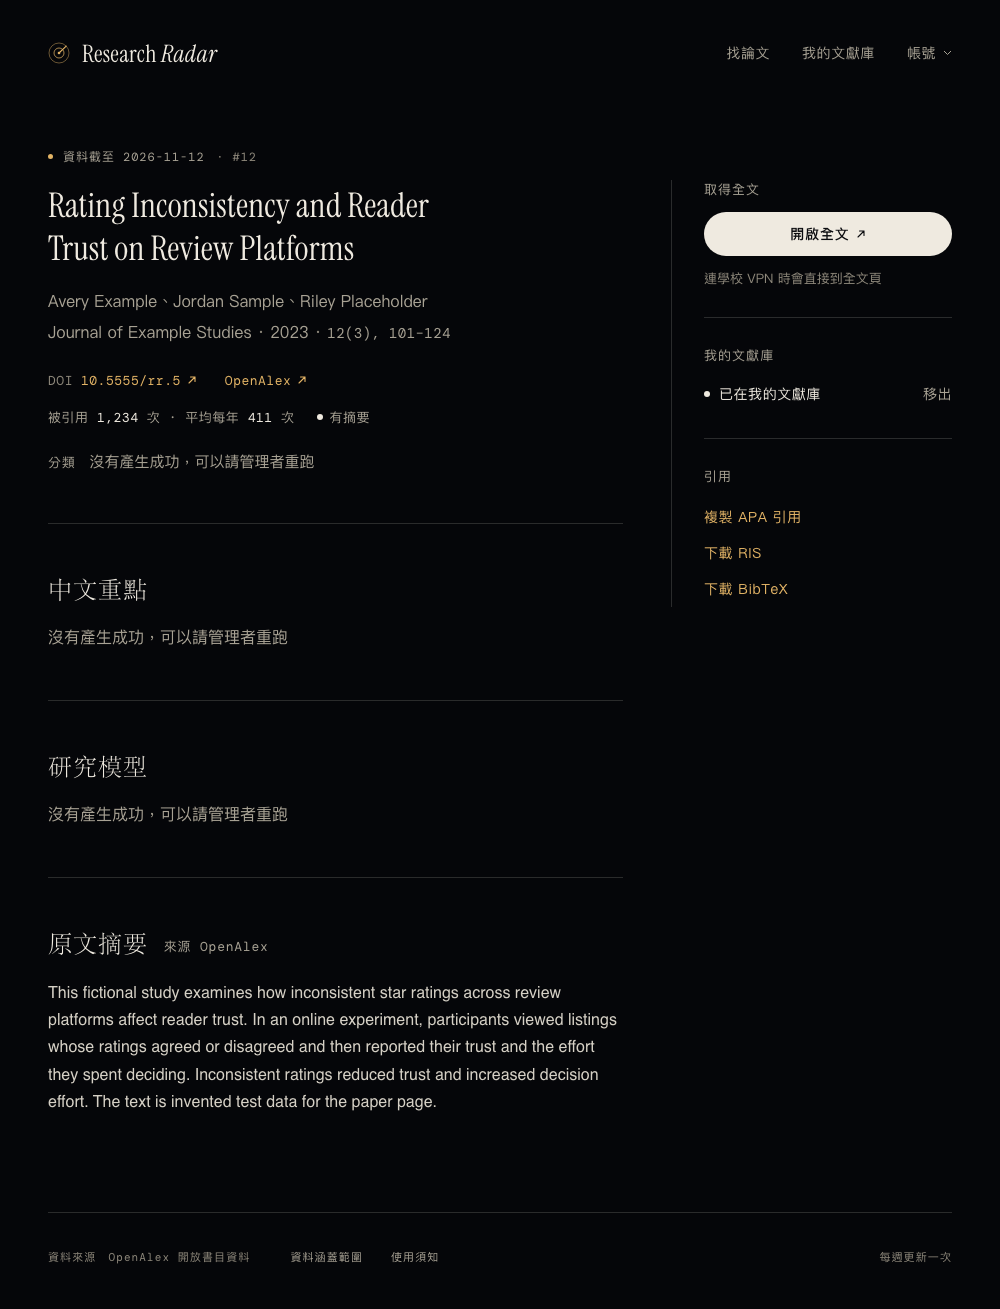 Research Radar
找論文 我的文獻庫 帳號
資料截至 2026-11-12 · #12
Rating Inconsistency and Reader
Trust on Review Platforms
Avery Example、Jordan Sample、Riley Placeholder
Journal of Example Studies · 2023 · 12(3), 101–124
DOI 10.5555/rr.5 ↗ OpenAlex ↗
被引用 1,234 次 · 平均每年 411 次 有摘要
分類 沒有產生成功，可以請管理者重跑
中文重點
沒有產生成功，可以請管理者重跑
研究模型
沒有產生成功，可以請管理者重跑
原文摘要 來源 OpenAlex
This fictional study examines how inconsistent star ratings across review
platforms affect reader trust. In an online experiment, participants viewed listings
whose ratings agreed or disagreed and then reported their trust and the effort
they spent deciding. Inconsistent ratings reduced trust and increased decision
effort. The text is invented test data for the paper page.
取得全文
開啟全文 ↗
連學校 VPN 時會直接到全文頁
我的文獻庫
已在我的文獻庫 移出
引用
複製 APA 引用
下載 RIS
下載 BibTeX
資料來源 OpenAlex 開放書目資料 資料涵蓋範圍 使用須知 每週更新一次